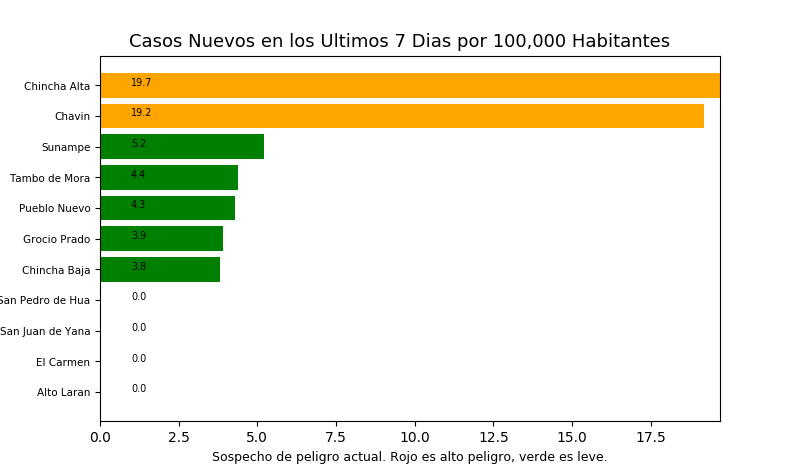 Casos Nuevos en los Ultimos 7 Dias por 100,000 Habitantes
Chincha Alta 19.7
Chavin 19.2
Sunampe 5.2
Tambo de Mora 4.4
Pueblo Nuevo 4.3
Grocio Prado 3.9
Chincha Baja 3.8
San Pedro de Hua 0.0
San Juan de Yana 0.0
El Carmen 0.0
Alto Laran 0.0
0.0 2.5 5.0 7.5 10.0 12.5 15.0 17.5
Sospecho de peligro actual. Rojo es alto peligro, verde es leve.